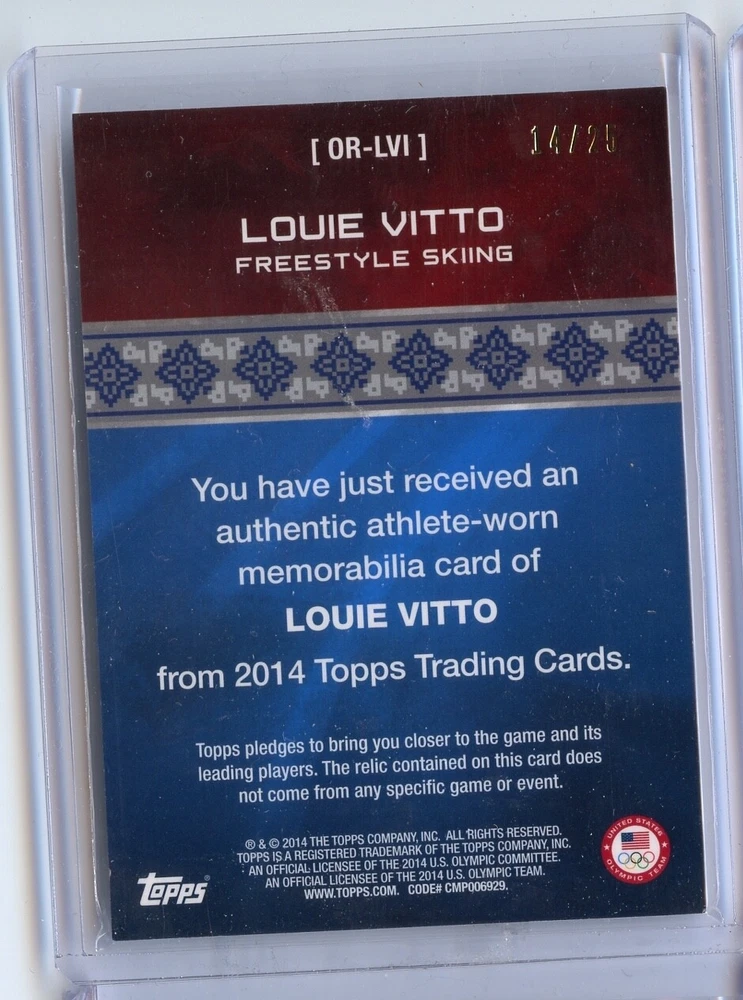 [ OR-LVI ] 14/25
LOUIE VITTO
FREESTYLE SKIING
You have just received an
authentic athlete-worn
memorabilia card of
LOUIE VITTO
from 2014 Topps Trading Cards.
Topps pledges to bring you closer to the game and its
leading players. The relic contained on this card does
not come from any specific game or event.
® & © 2014 THE TOPPS COMPANY, INC. ALL RIGHTS RESERVED.
TOPPS IS A REGISTERED TRADEMARK OF THE TOPPS COMPANY, INC.
AN OFFICIAL LICENSEE OF THE 2014 U.S. OLYMPIC COMMITTEE.
AN OFFICIAL LICENSEE OF THE 2014 U.S. OLYMPIC TEAM.
WWW.TOPPS.COM. CODE# CMP006929.
TOPPS®
UNITED STATES
OLYMPIC TEAM